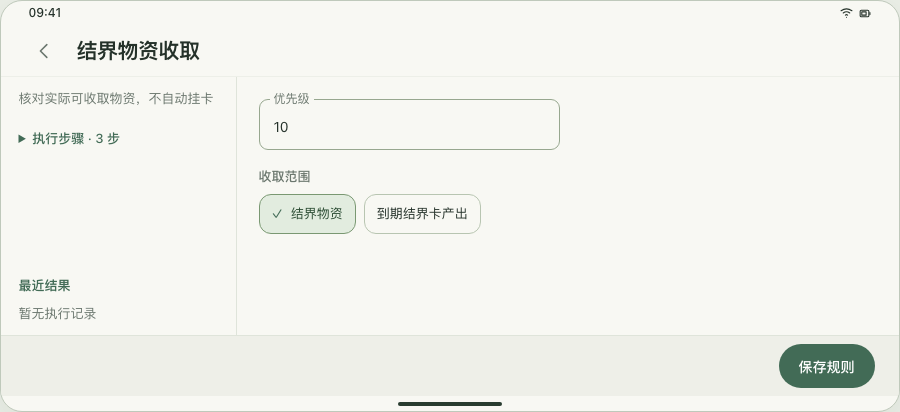 09:41
结界物资收取
核对实际可收取物资，不自动挂卡
执行步骤 · 3 步
最近结果
暂无执行记录
优先级
10
收取范围
结界物资
到期结界卡产出
保存规则